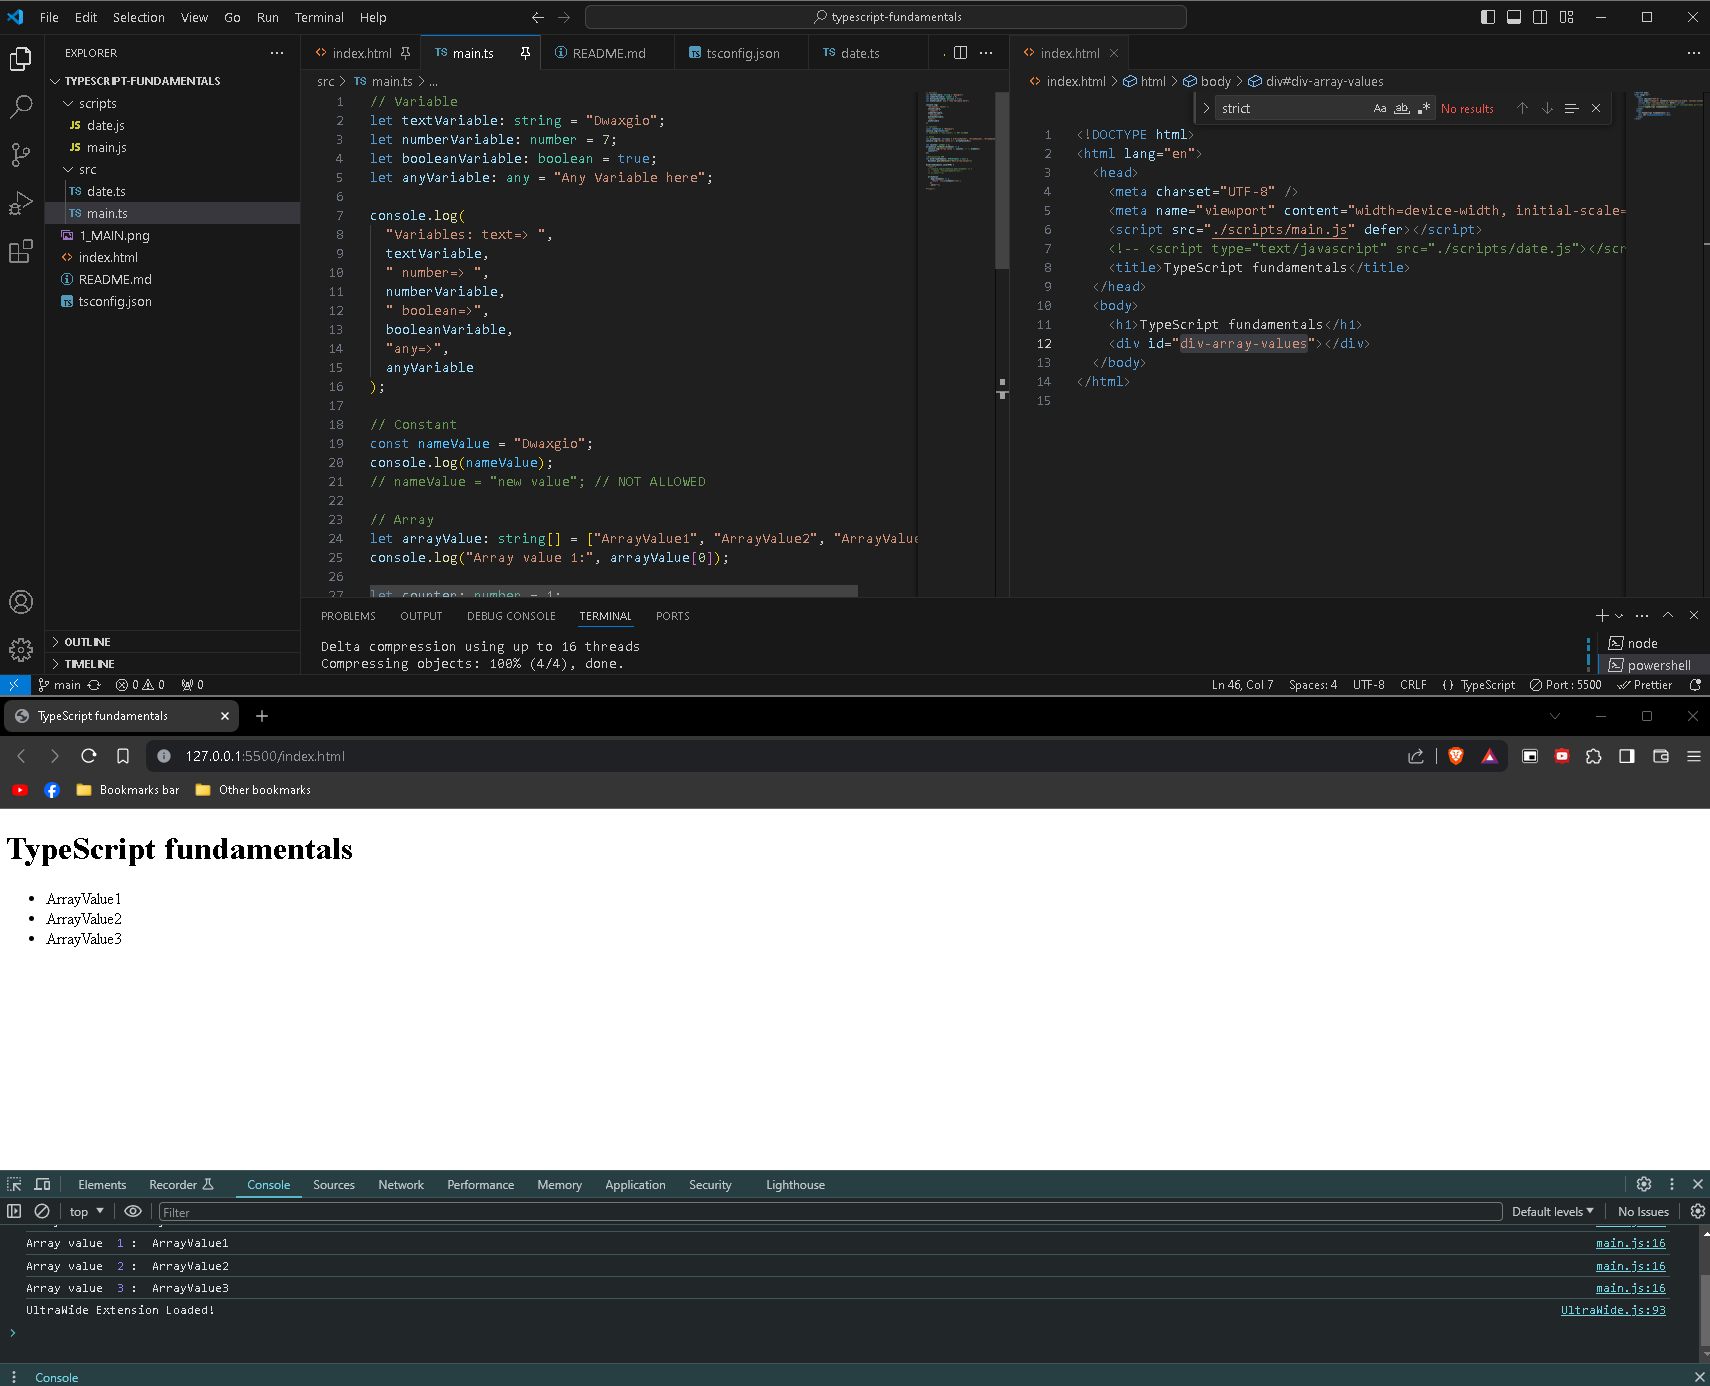 File Edit Selection View Go Run Terminal Help
typescript-fundamentals
EXPLORER
TYPESCRIPT-FUNDAMENTALS
scripts
JS date.js
JS main.js
src
TS date.ts
TS main.ts
1_MAIN.png
index.html
README.md
tsconfig.json
OUTLINE
TIMELINE
index.html
TS main.ts
README.md
tsconfig.json
TS date.ts
src > TS main.ts > ...
1 // Variable
2 let textVariable: string = "Dwaxgio";
3 let numberVariable: number = 7;
4 let booleanVariable: boolean = true;
5 let anyVariable: any = "Any Variable here";
6
7 console.log(
8 "Variables: text=> ",
9 textVariable,
10 " number=> ",
11 numberVariable,
12 " boolean=>",
13 booleanVariable,
14 "any=>",
15 anyVariable
16 );
17
18 // Constant
19 const nameValue = "Dwaxgio";
20 console.log(nameValue);
21 // nameValue = "new value"; // NOT ALLOWED
22
23 // Array
24 let arrayValue: string[] = ["ArrayValue1", "ArrayValue2", "ArrayValue
25 console.log("Array value 1:", arrayValue[0]);
26
27 let counter: number = 1;
index.html
index.html > html > body > div#div-array-values
strict
Aa ab .* No results
1 <!DOCTYPE html>
2 <html lang="en">
3 <head>
4 <meta charset="UTF-8" />
5 <meta name="viewport" content="width=device-width, initial-scale=
6 <script src="./scripts/main.js" defer></script>
7 <!-- <script type="text/javascript" src="./scripts/date.js"></scr
8 <title>TypeScript fundamentals</title>
9 </head>
10 <body>
11 <h1>TypeScript fundamentals</h1>
12 <div id="div-array-values"></div>
13 </body>
14 </html>
15
PROBLEMS OUTPUT DEBUG CONSOLE TERMINAL PORTS
Delta compression using up to 16 threads
Compressing objects: 100% (4/4), done.
node
powershell
main 0 0 0
Ln 46, Col 7 Spaces: 4 UTF-8 CRLF {} TypeScript Port : 5500 Prettier
TypeScript fundamentals
127.0.0.1:5500/index.html
Bookmarks bar Other bookmarks
TypeScript fundamentals
ArrayValue1
ArrayValue2
ArrayValue3
Elements Recorder Console Sources Network Performance Memory Application Security Lighthouse
top Filter Default levels No Issues
Array value 1 : ArrayValue1 main.js:16
Array value 2 : ArrayValue2 main.js:16
Array value 3 : ArrayValue3 main.js:16
UltraWide Extension Loaded! UltraWide.js:93
Console